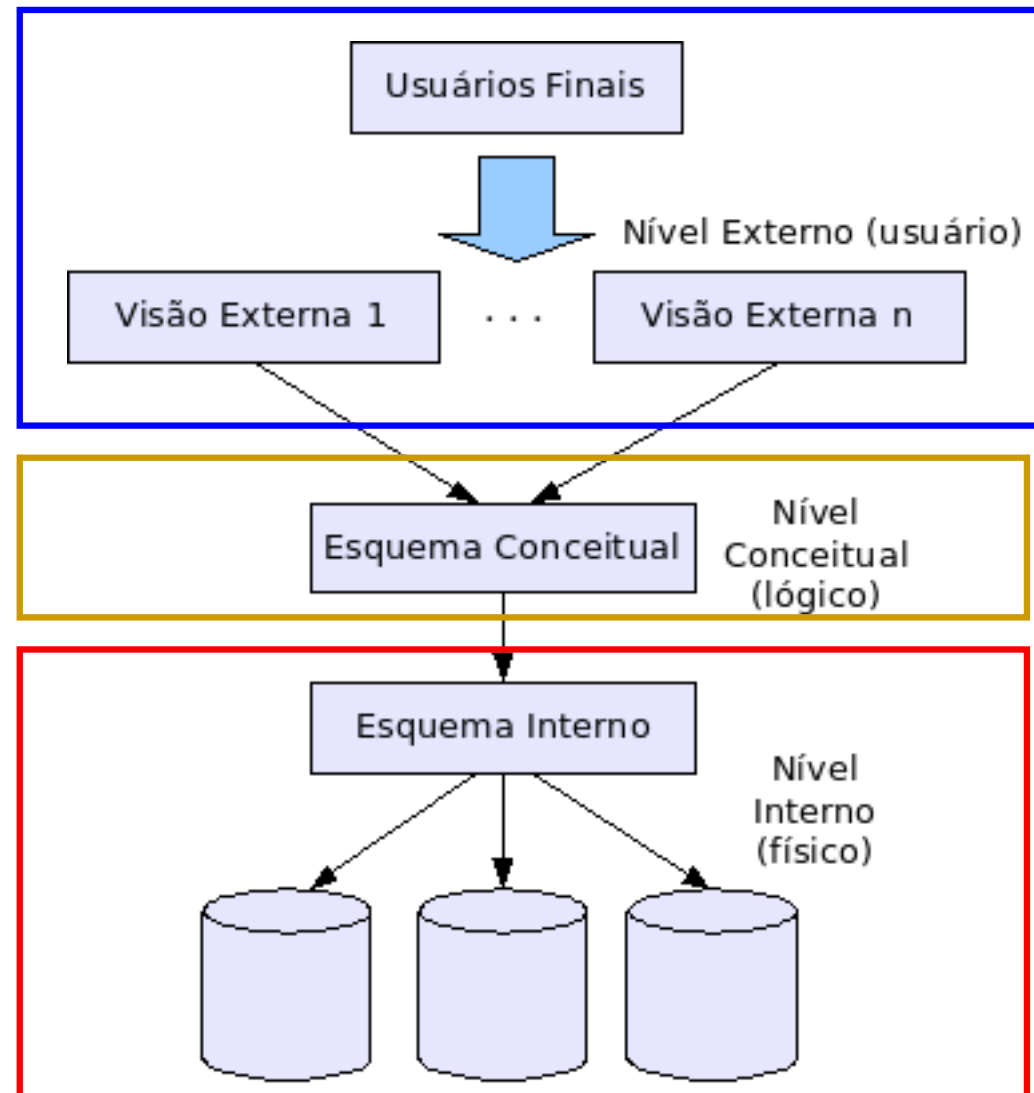 Usuários Finais
Nível Externo (usuário)
Visão Externa 1
. . .
Visão Externa n
Esquema Conceitual
Nível
Conceitual
(lógico)
Esquema Interno
Nível
Interno
(físico)